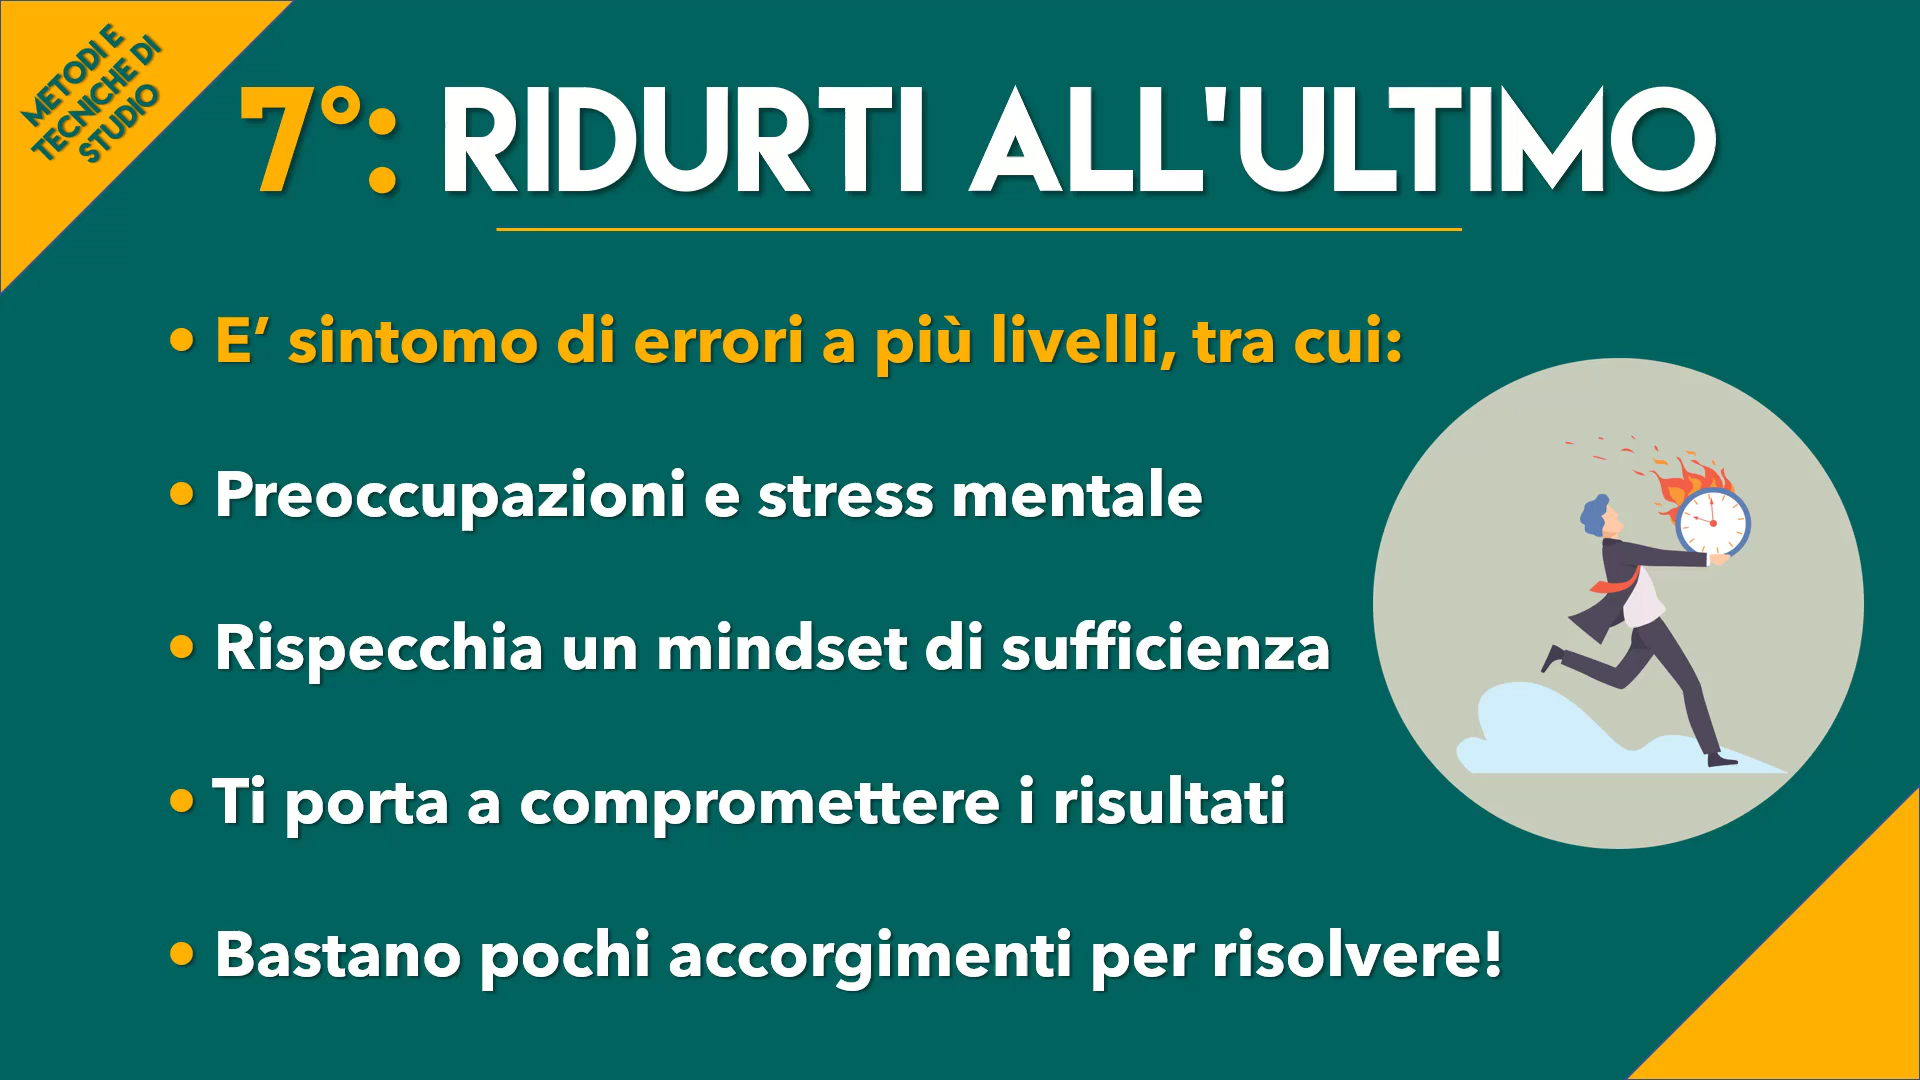 METODI E
TECNICHE DI
STUDIO
7°: RIDURTI ALL'ULTIMO
• E’ sintomo di errori a più livelli, tra cui:
• Preoccupazioni e stress mentale
• Rispecchia un mindset di sufficienza
• Ti porta a compromettere i risultati
• Bastano pochi accorgimenti per risolvere!